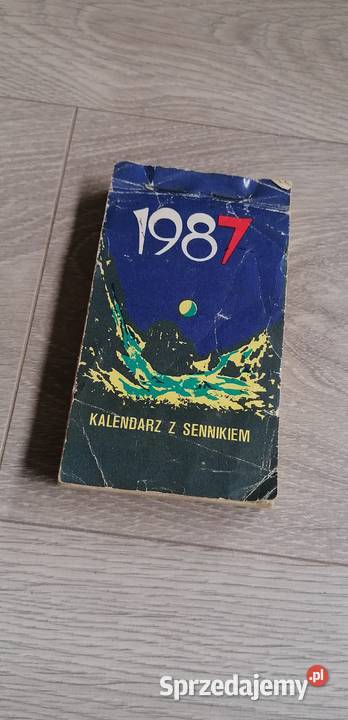 1987
KALENDARZ Z SENNIKIEM
Sprzedajemy.pl